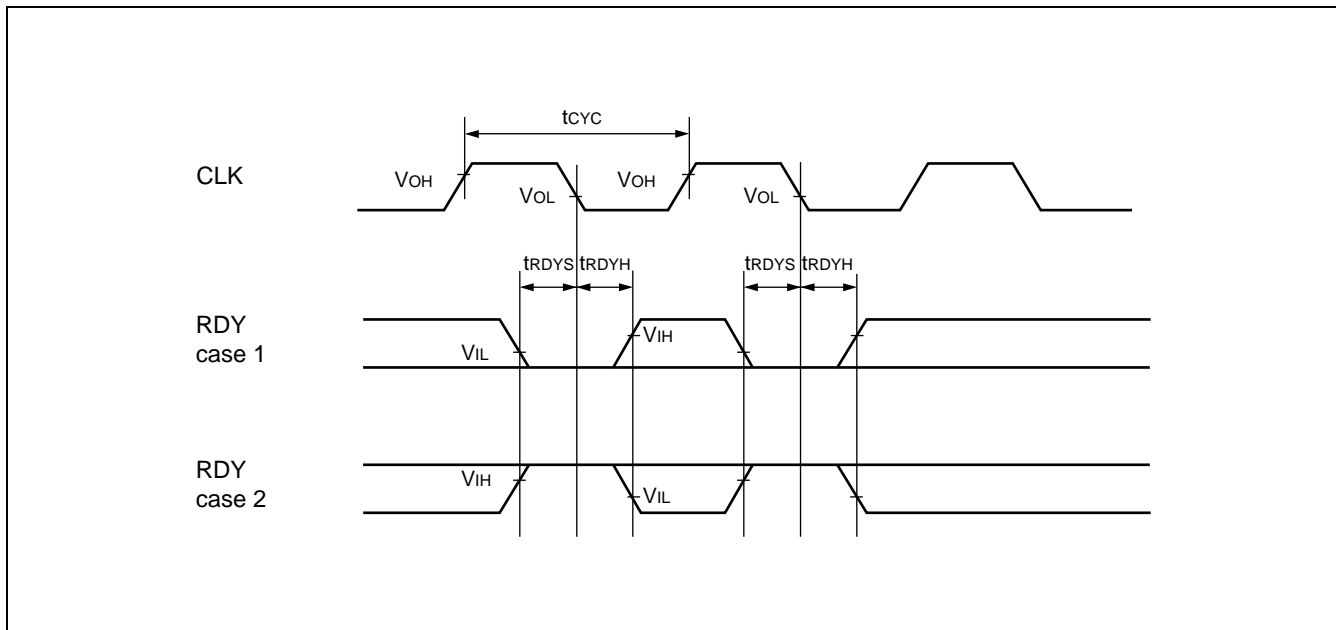 tCYC
CLK
VOH
VOL
VOH
VOL
tRDYS tRDYH
tRDYS tRDYH
RDY
case 1
VIL
VIH
RDY
case 2
VIH
VIL